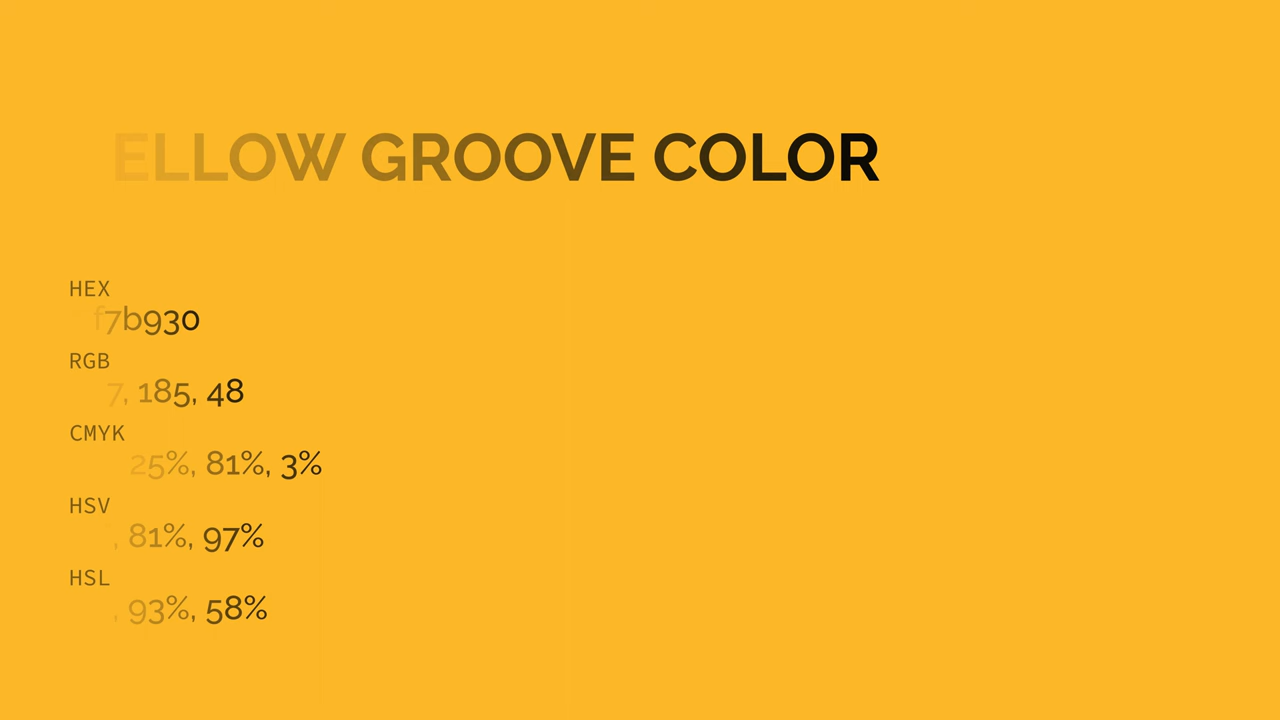 ELLOW GROOVE COLOR
HEX
f7b930
RGB
7, 185, 48
CMYK
25%, 81%, 3%
HSV
, 81%, 97%
HSL
, 93%, 58%